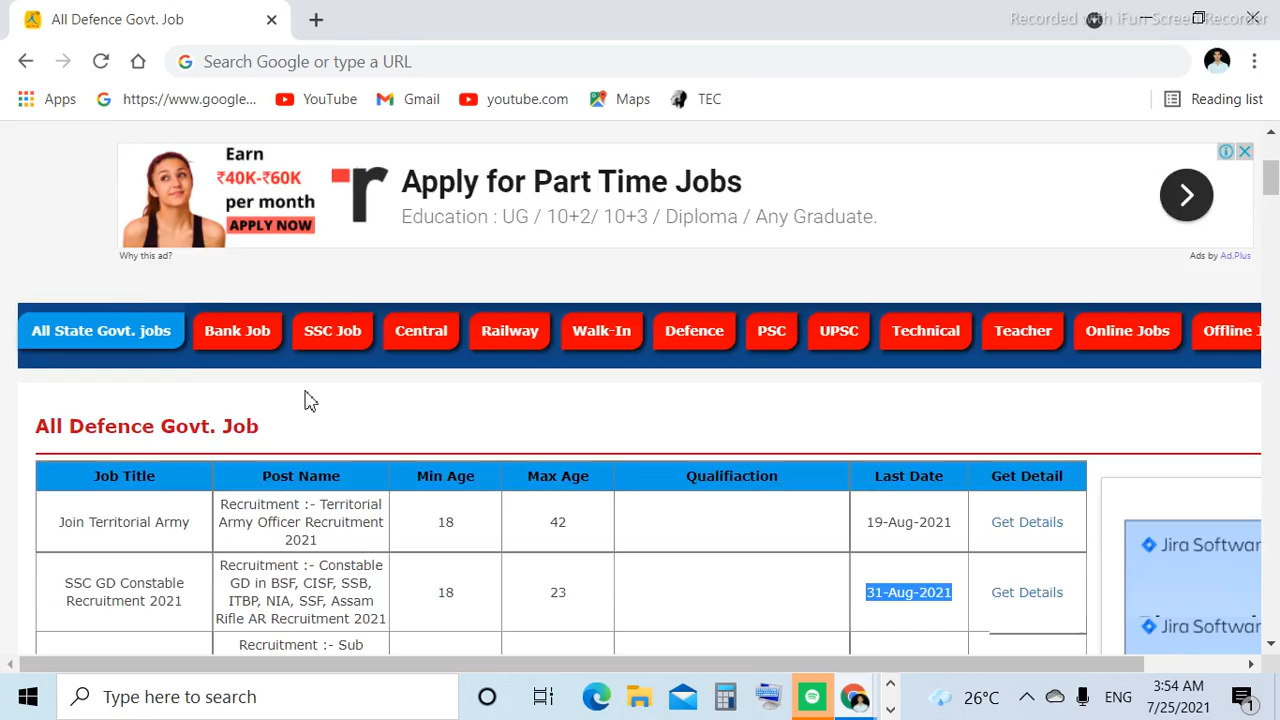 Recorded with iFun Screen Recorder
All Defence Govt. Job
Search Google or type a URL
Apps
https://www.google...
YouTube
Gmail
youtube.com
Maps
TEC
Reading list
Earn
₹40K-₹60K
per month
APPLY NOW
r
Apply for Part Time Jobs
Education : UG / 10+2/ 10+3 / Diploma / Any Graduate.
Why this ad?
Ads by Ad.Plus
All State Govt. jobs
Bank Job
SSC Job
Central
Railway
Walk-In
Defence
PSC
UPSC
Technical
Teacher
Online Jobs
Offline J
All Defence Govt. Job
Job Title
Post Name
Min Age
Max Age
Qualifiaction
Last Date
Get Detail
Join Territorial Army
Recruitment :- Territorial
Army Officer Recruitment
2021
18
42
19-Aug-2021
Get Details
SSC GD Constable
Recruitment 2021
Recruitment :- Constable
GD in BSF, CISF, SSB,
ITBP, NIA, SSF, Assam
Rifle AR Recruitment 2021
18
23
31-Aug-2021
Get Details
Recruitment :- Sub
Jira Softwar
Jira Softwar
Type here to search
26°C
ENG
3:54 AM
7/25/2021
1